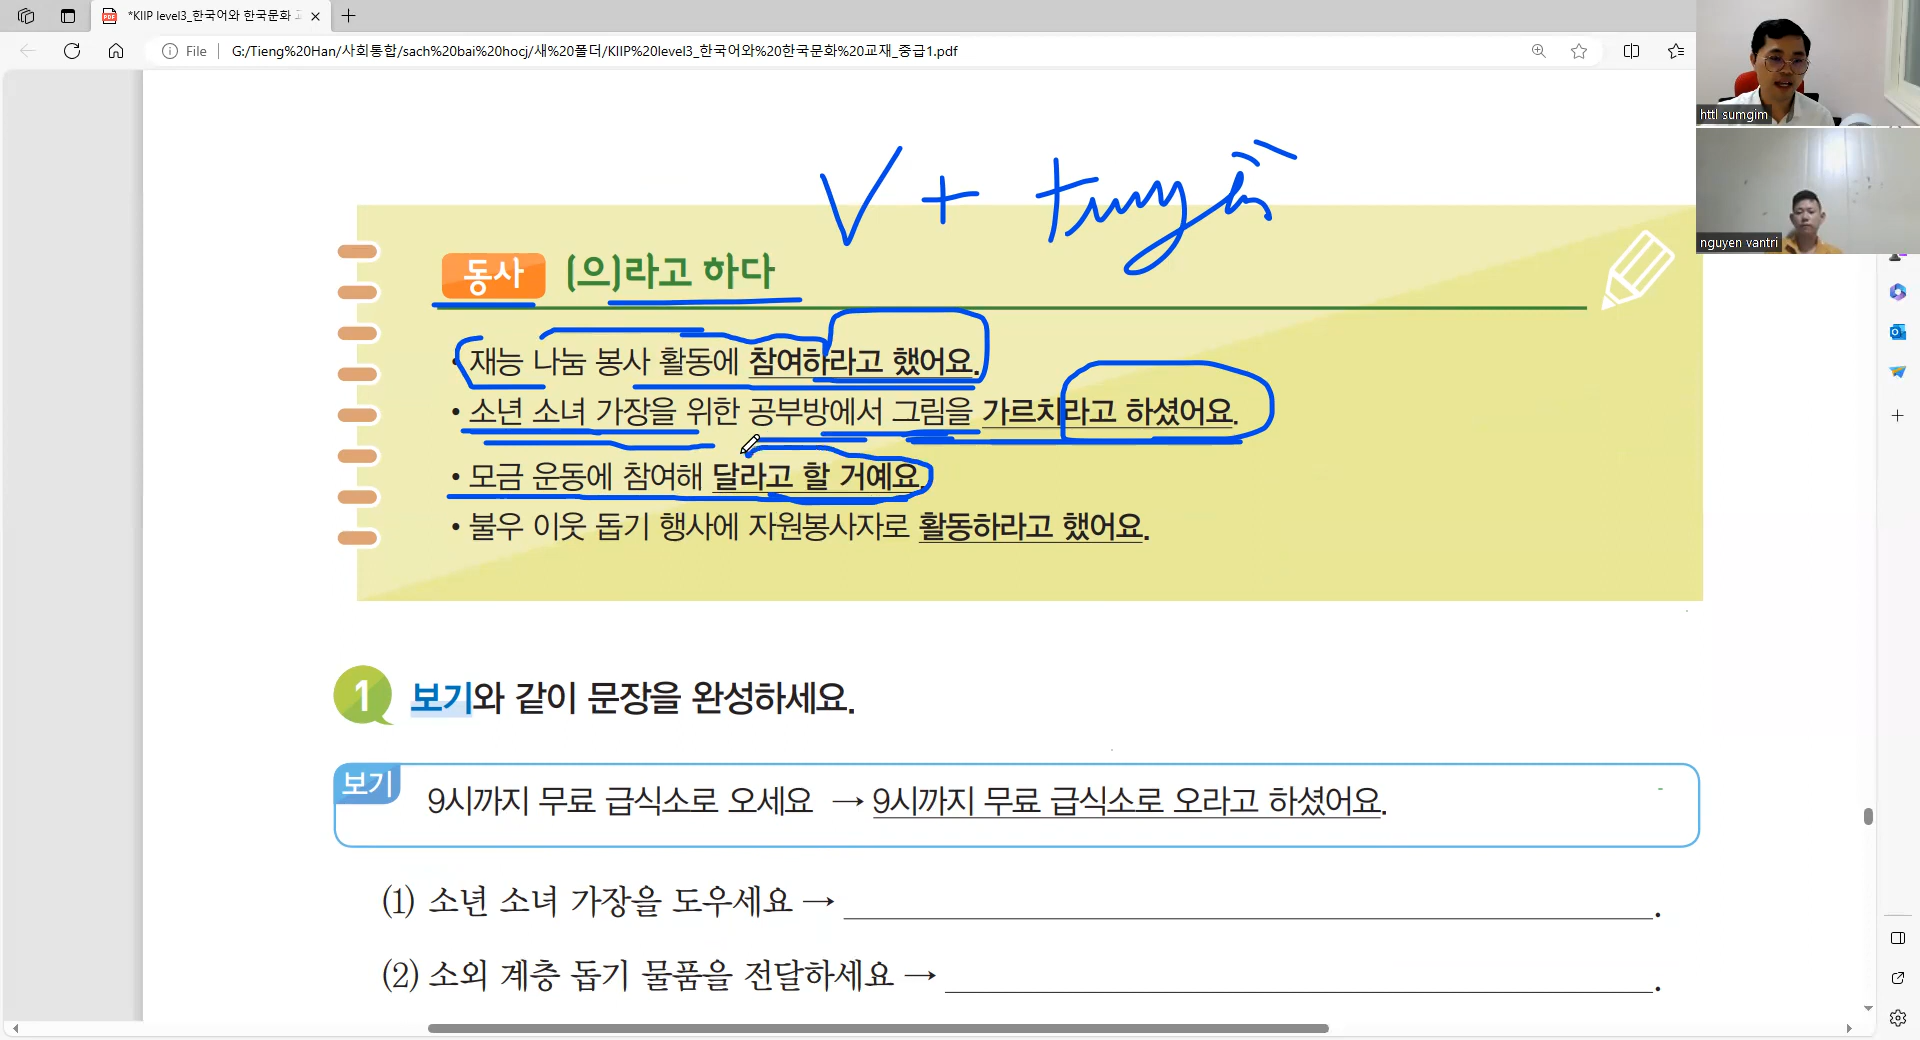 *KIIP level3_한국어와 한국문화 교
File
G:/Tieng%20Han/사회통합/sach%20bai%20hocj/새%20폴더/KIIP%20level3_한국어와%20한국문화%20교재_중급1.pdf
httl sumgim
nguyen vantri
V +
동사 (으)라고 하다
• 재능 나눔 봉사 활동에 참여하라고 했어요.
• 소년 소녀 가장을 위한 공부방에서 그림을 가르치라고 하셨어요.
• 모금 운동에 참여해 달라고 할 거예요.
• 불우 이웃 돕기 행사에 자원봉사자로 활동하라고 했어요.
1 보기와 같이 문장을 완성하세요.
보기
9시까지 무료 급식소로 오세요 → 9시까지 무료 급식소로 오라고 하셨어요.
(1) 소년 소녀 가장을 도우세요 → .
(2) 소외 계층 돕기 물품을 전달하세요 → .